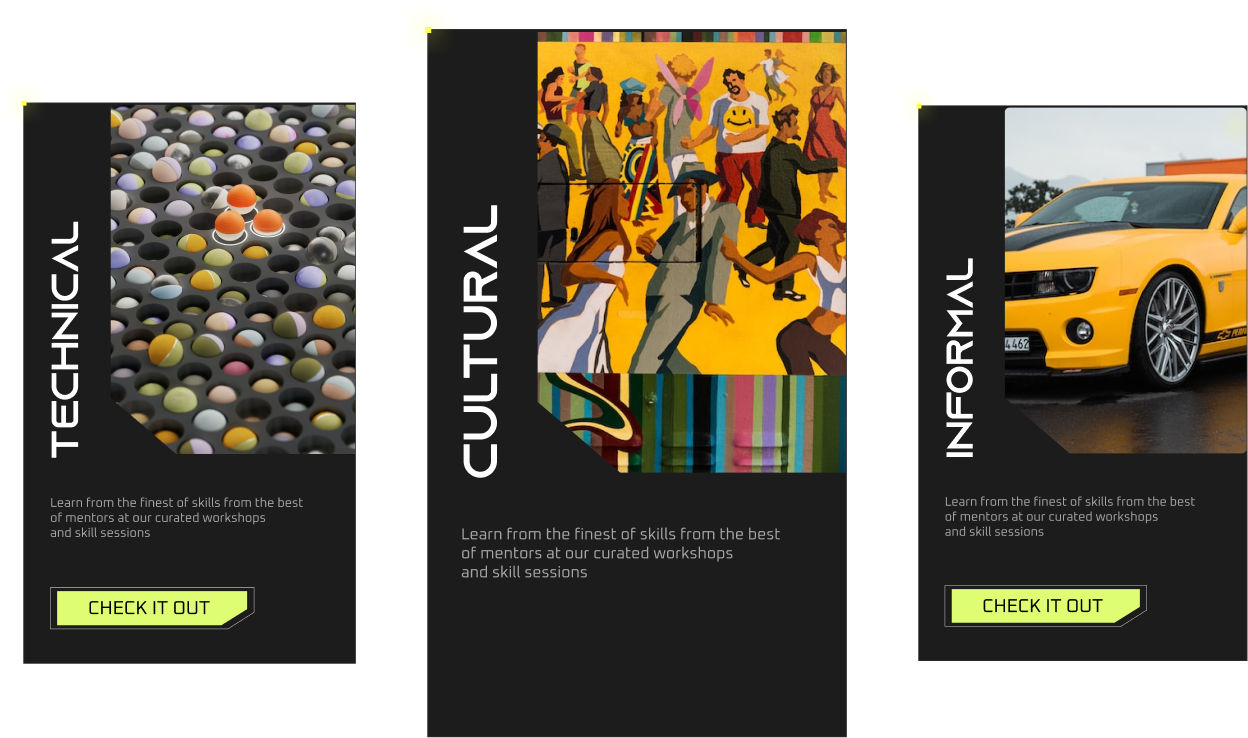 TECHNICAL
Learn from the finest of skills from the best
of mentors at our curated workshops
and skill sessions
CHECK IT OUT
CULTURAL
Learn from the finest of skills from the best
of mentors at our curated workshops
and skill sessions
INFORMAL
4462
Learn from the finest of skills from the best
of mentors at our curated workshops
and skill sessions
CHECK IT OUT